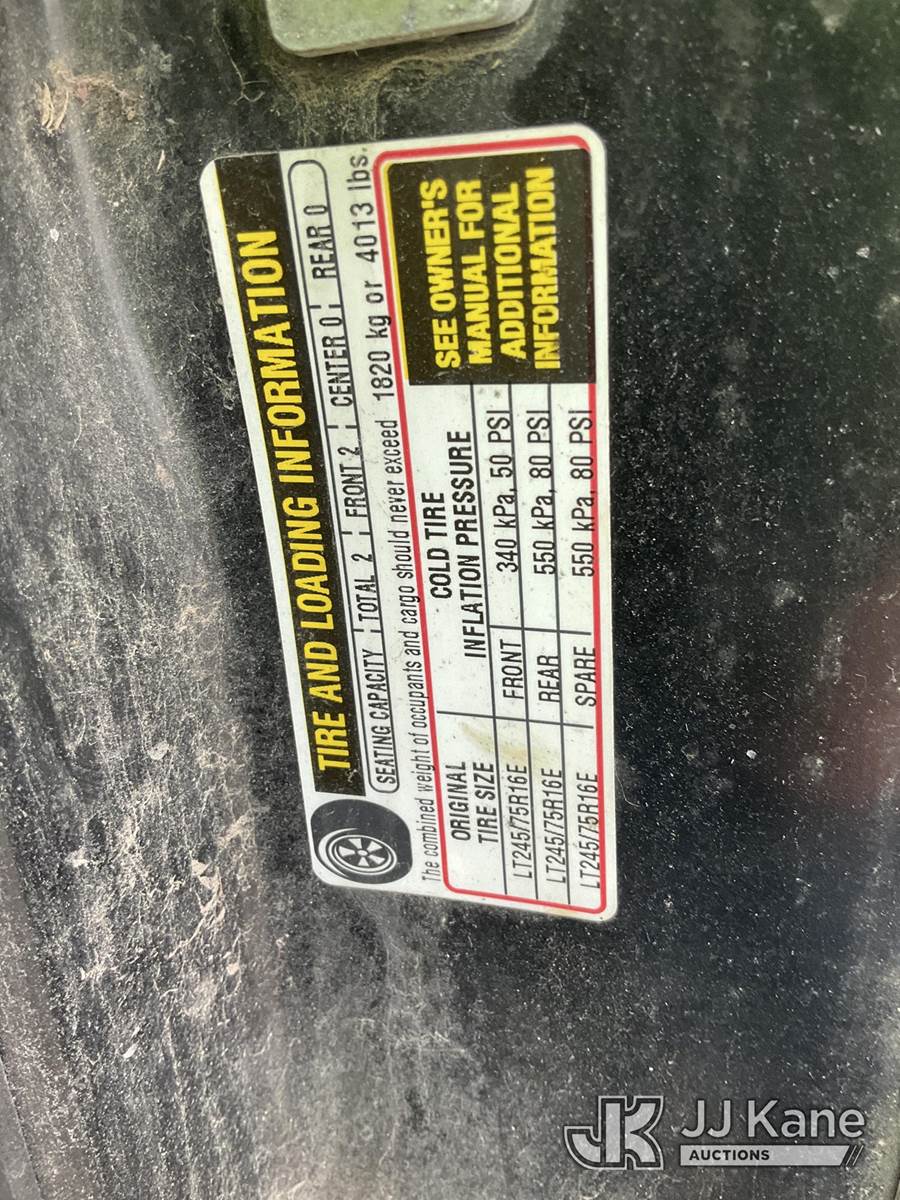 TIRE AND LOADING INFORMATION
SEATING CAPACITY TOTAL 2 FRONT 2 CENTER 0 REAR 0
The combined weight of occupants and cargo should never exceed 1820 kg or 4013 lbs.
ORIGINAL TIRE SIZE
COLD TIRE INFLATION PRESSURE
LT245/75R16E FRONT 340 kPa, 50 PSI
LT245/75R16E REAR 550 kPa, 80 PSI
LT245/75R16E SPARE 550 kPa, 80 PSI
SEE OWNER'S
MANUAL FOR
ADDITIONAL
INFORMATION
JK JJ Kane
AUCTIONS